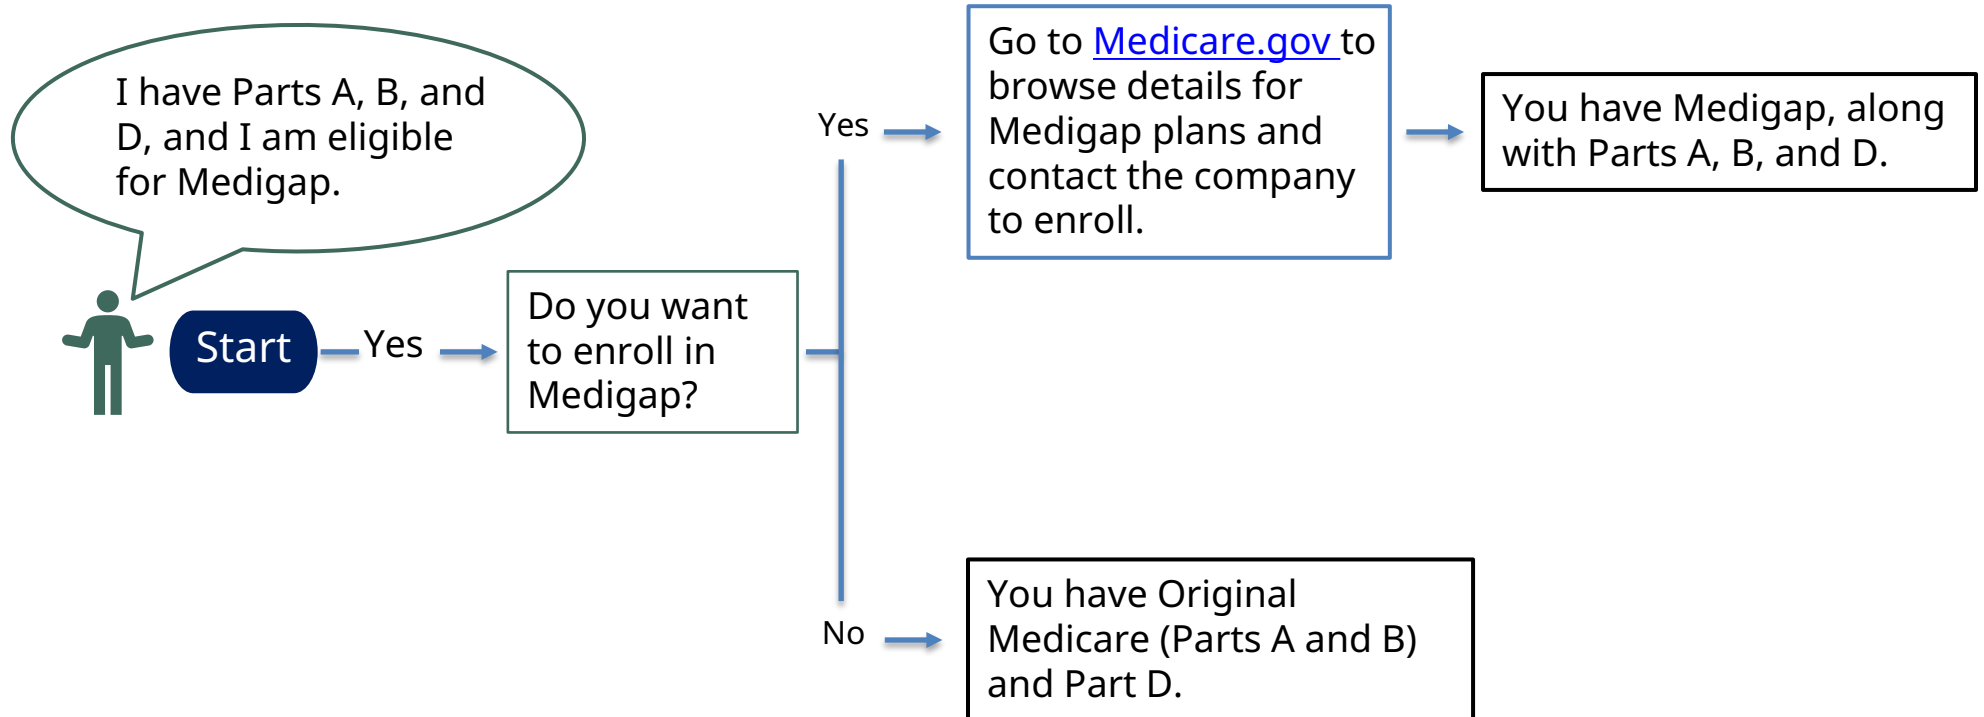 I have Parts A, B, and
D, and I am eligible
for Medigap.
Start
Yes
Do you want
to enroll in
Medigap?
Yes
Go to Medicare.gov to
browse details for
Medigap plans and
contact the company
to enroll.
You have Medigap, along
with Parts A, B, and D.
No
You have Original
Medicare (Parts A and B)
and Part D.